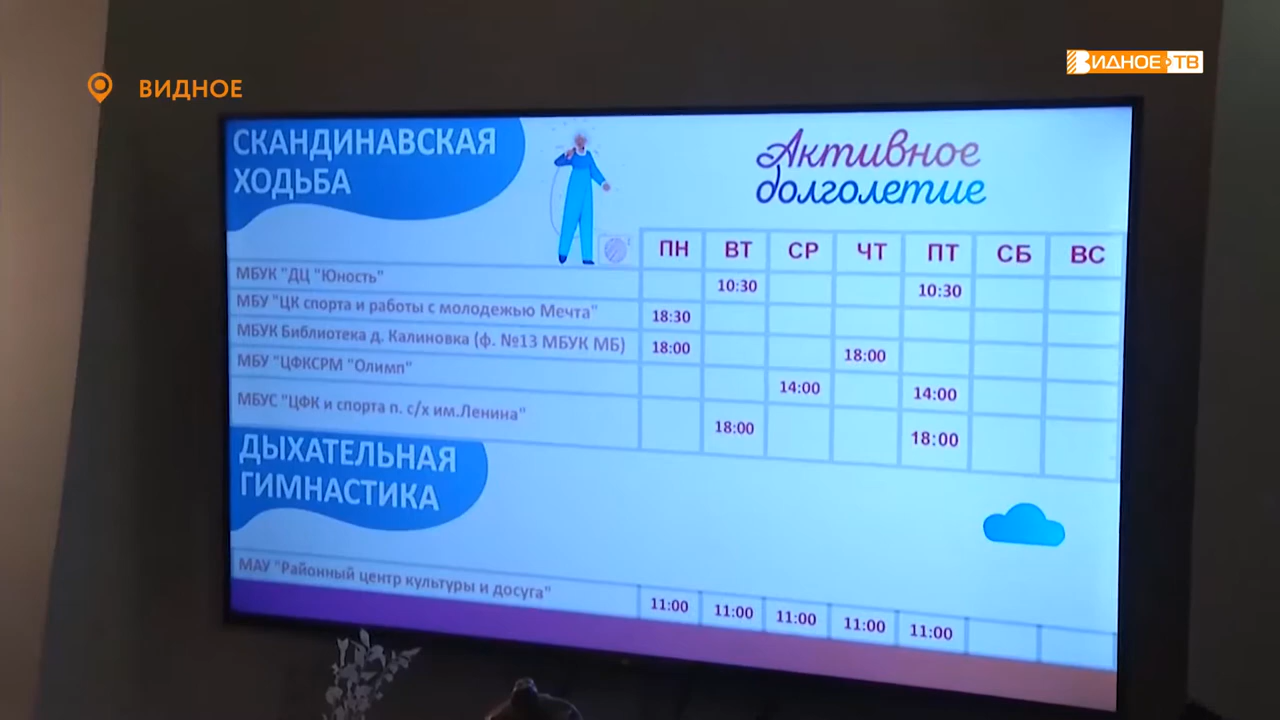 ВИДНОЕ
ВИДНОЕ ТВ
СКАНДИНАВСКАЯ
ХОДЬБА
Активное
долголетие
ПН ВТ СР ЧТ ПТ СБ ВС
МБУК "ДЦ "Юность" 10:30 10:30
МБУ "ЦК спорта и работы с молодежью Мечта" 18:30
МБУК Библиотека д. Калиновка (ф. №13 МБУК МБ) 18:00 18:00
МБУ "ЦФКСРМ "Олимп" 14:00 14:00
МБУС "ЦФК и спорта п. с/х им.Ленина" 18:00 18:00
ДЫХАТЕЛЬНАЯ
ГИМНАСТИКА
МАУ "Районный центр культуры и досуга" 11:00 11:00 11:00 11:00 11:00